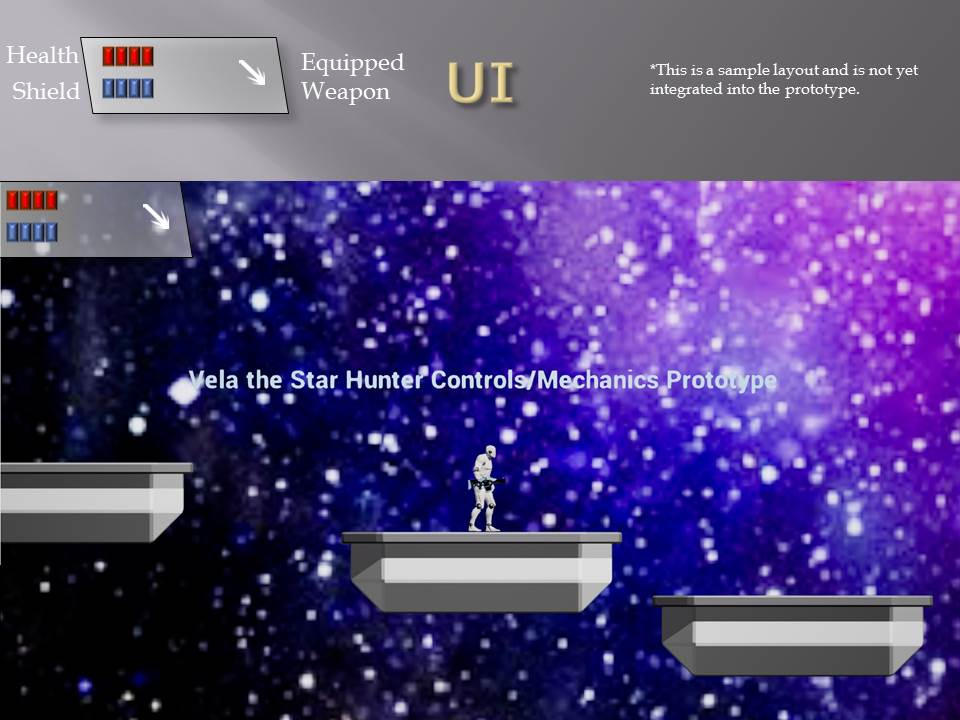 Health
Shield
Equipped
Weapon
UI
*This is a sample layout and is not yet
integrated into the prototype.
Vela the Star Hunter Controls/Mechanics Prototype